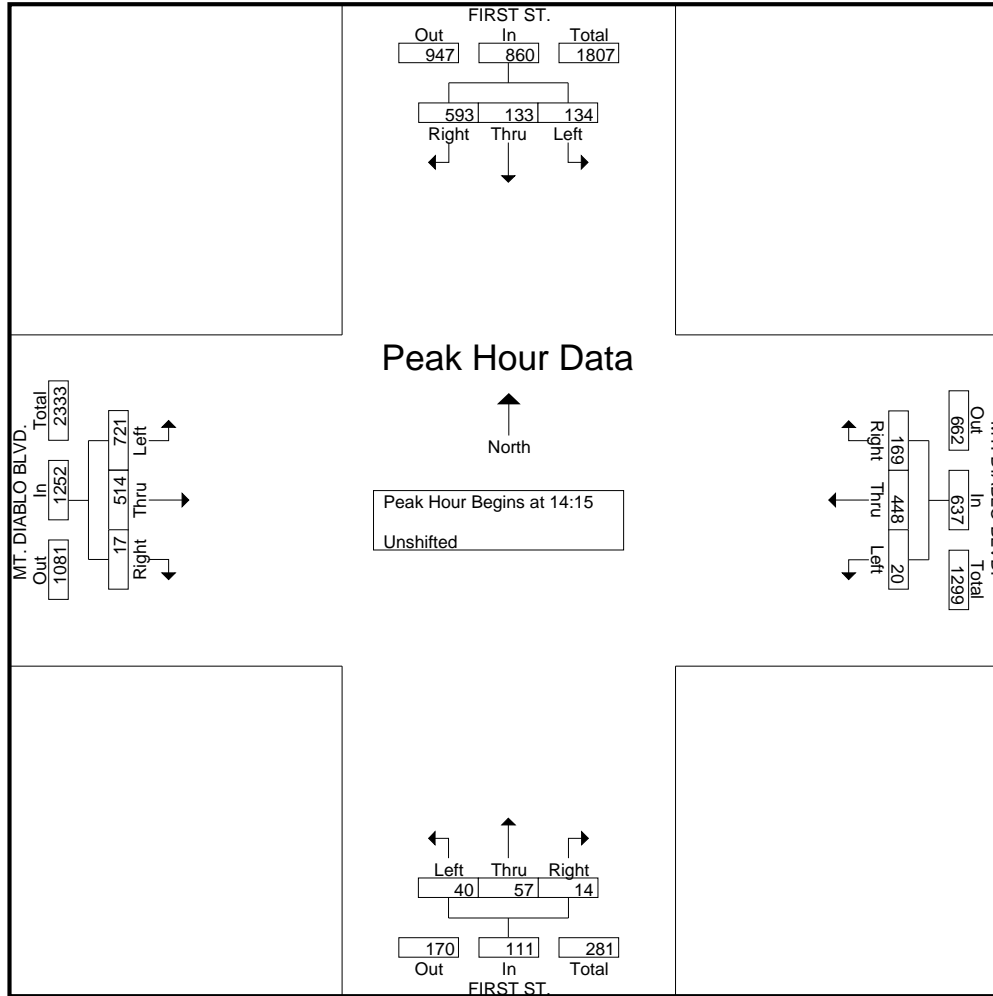 FIRST ST.
Out In Total
947 860 1807
593 133 134
Right Thru Left
Peak Hour Data
North
Peak Hour Begins at 14:15
Unshifted
MT. DIABLO BLVD.
Out In Total
1081 1252 2333
17 514 721
Right Thru Left
Out In Total
662 637 1299
169 448 20
Right Thru Left
Left Thru Right
40 57 14
170 111 281
Out In Total
FIRST ST.